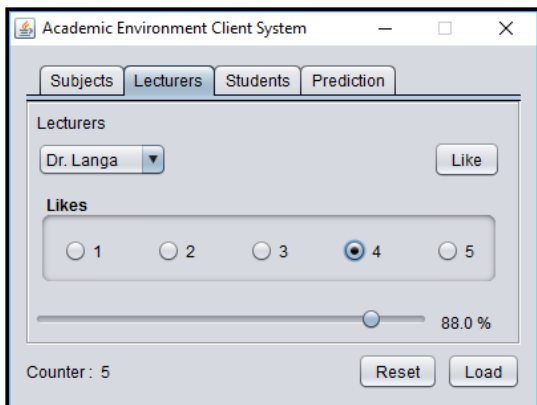 Academic Environment Client System
Subjects Lecturers Students Prediction
Lecturers
Dr. Langa Like
Likes
1 2 3 4 5
88.0 %
Counter : 5 Reset Load